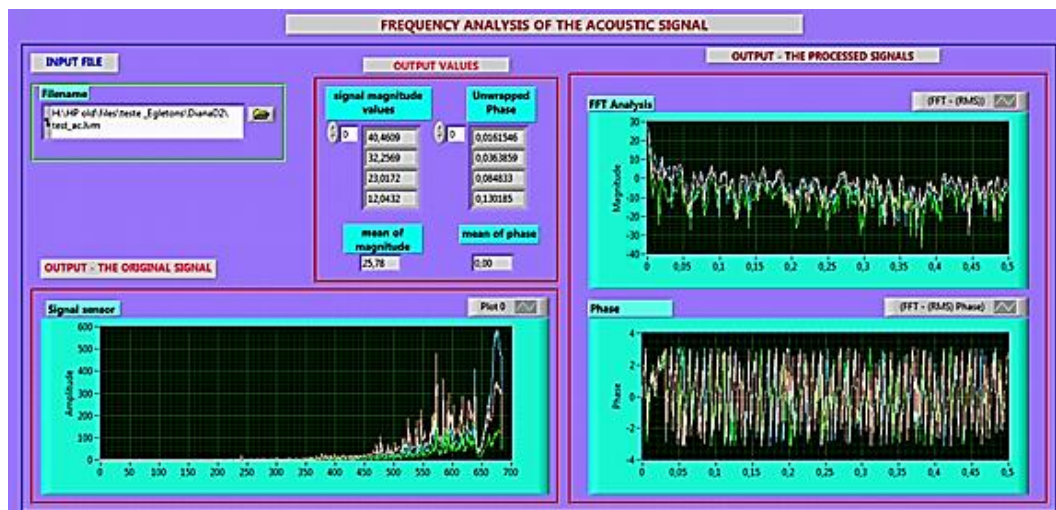 FREQUENCY ANALYSIS OF THE ACOUSTIC SIGNAL
INPUT FILE
Filename
test_ac.lvm
OUTPUT VALUES
signal magnitude
values
0
40,4609
32,2569
23,0172
12,0432
Unwrapped
Phase
0
0,0161546
0,0363859
0,084833
0,130185
mean of
magnitude
25,78
mean of phase
0,00
OUTPUT - THE ORIGINAL SIGNAL
Signal sensor
Plot 0
Amplitude
600
500
400
300
200
100
0
0 50 100 150 200 250 300 350 400 450 500 550 600 650 700
OUTPUT - THE PROCESSED SIGNALS
FFT Analysis
(FFT - (RMS))
Magnitude
30
20
10
0
-10
-20
-30
-40
0 0,05 0,1 0,15 0,2 0,25 0,3 0,35 0,4 0,45 0,5
Phase
(FFT - (RMS) Phase)
Phase
4
2
0
-2
-4
0 0,05 0,1 0,15 0,2 0,25 0,3 0,35 0,4 0,45 0,5